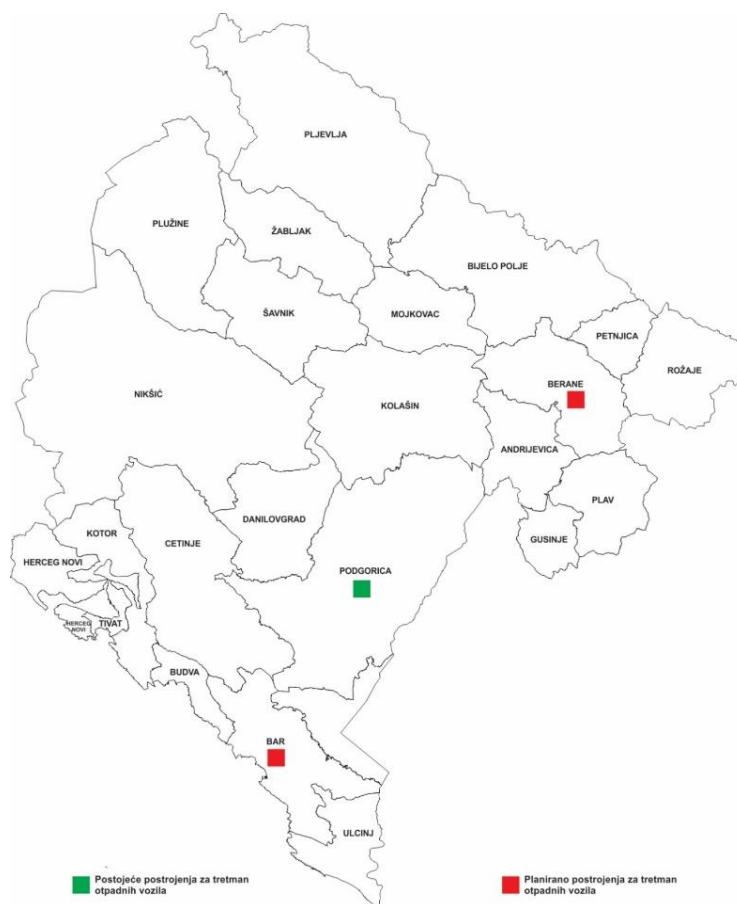 PLJEVLJA
PLUŽINE
ŽABLJAK
BIJELO POLJE
ŠAVNIK
MOJKOVAC
PETNJICA
ROŽAJE
BERANE
NIKŠIĆ
KOLAŠIN
ANDRIJEVICA
PLAV
DANILOVGRAD
KOTOR
CETINJE
GUSINJE
HERCEG NOVI
PODGORICA
HERCEG
NOVI
TIVAT
BUDVA
BAR
ULCINJ
Postojeće postrojenja za tretman
otpadnih vozila
Planirano postrojenja za tretman
otpadnih vozila